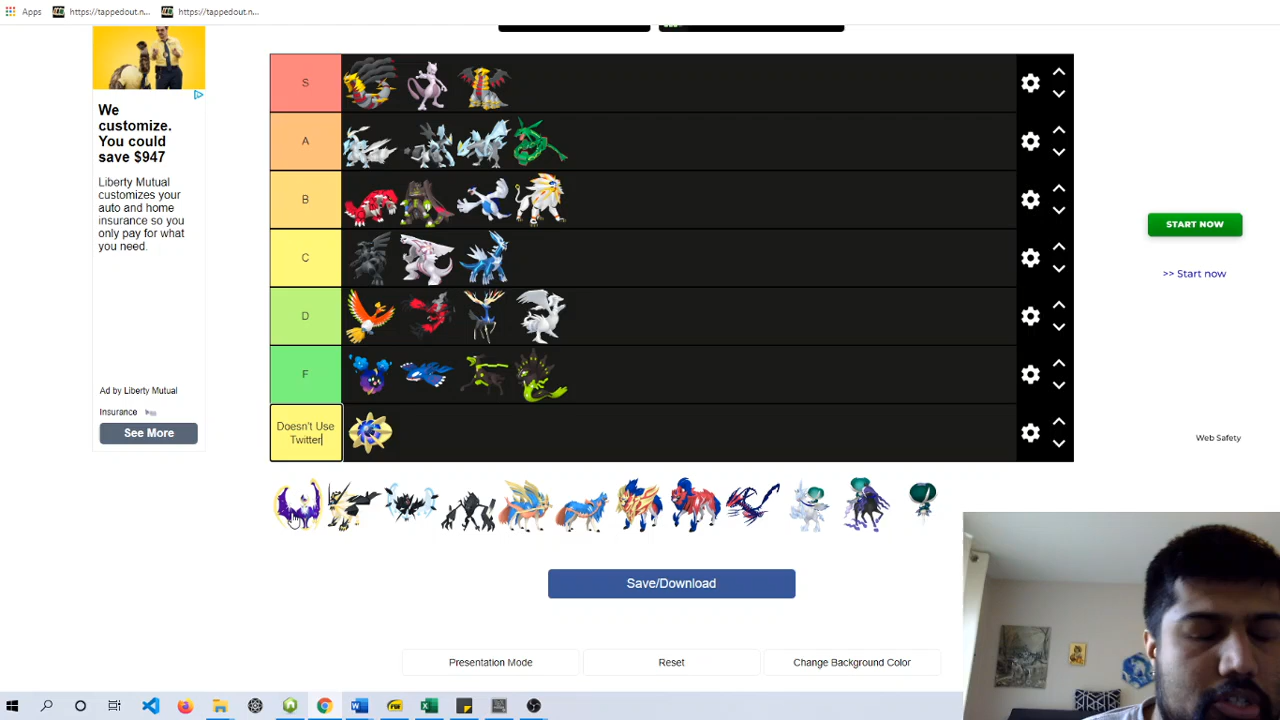 Apps
https://tappedout.n...
https://tappedout.n...
We
customize.
You could
save $947
Liberty Mutual
customizes your
auto and home
insurance so you
only pay for what
you need.
Ad by Liberty Mutual
Insurance
See More
S
A
B
C
D
F
Doesn't Use
Twitter
START NOW
>> Start now
Web Safety
Save/Download
Presentation Mode
Reset
Change Background Color